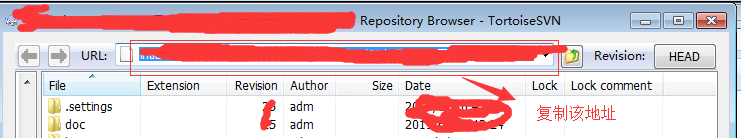 Repository Browser - TortoiseSVN
URL: Revision: HEAD
File Extension Revision Author Size Date Lock Lock comment
.settings adm
doc adm
复制该地址